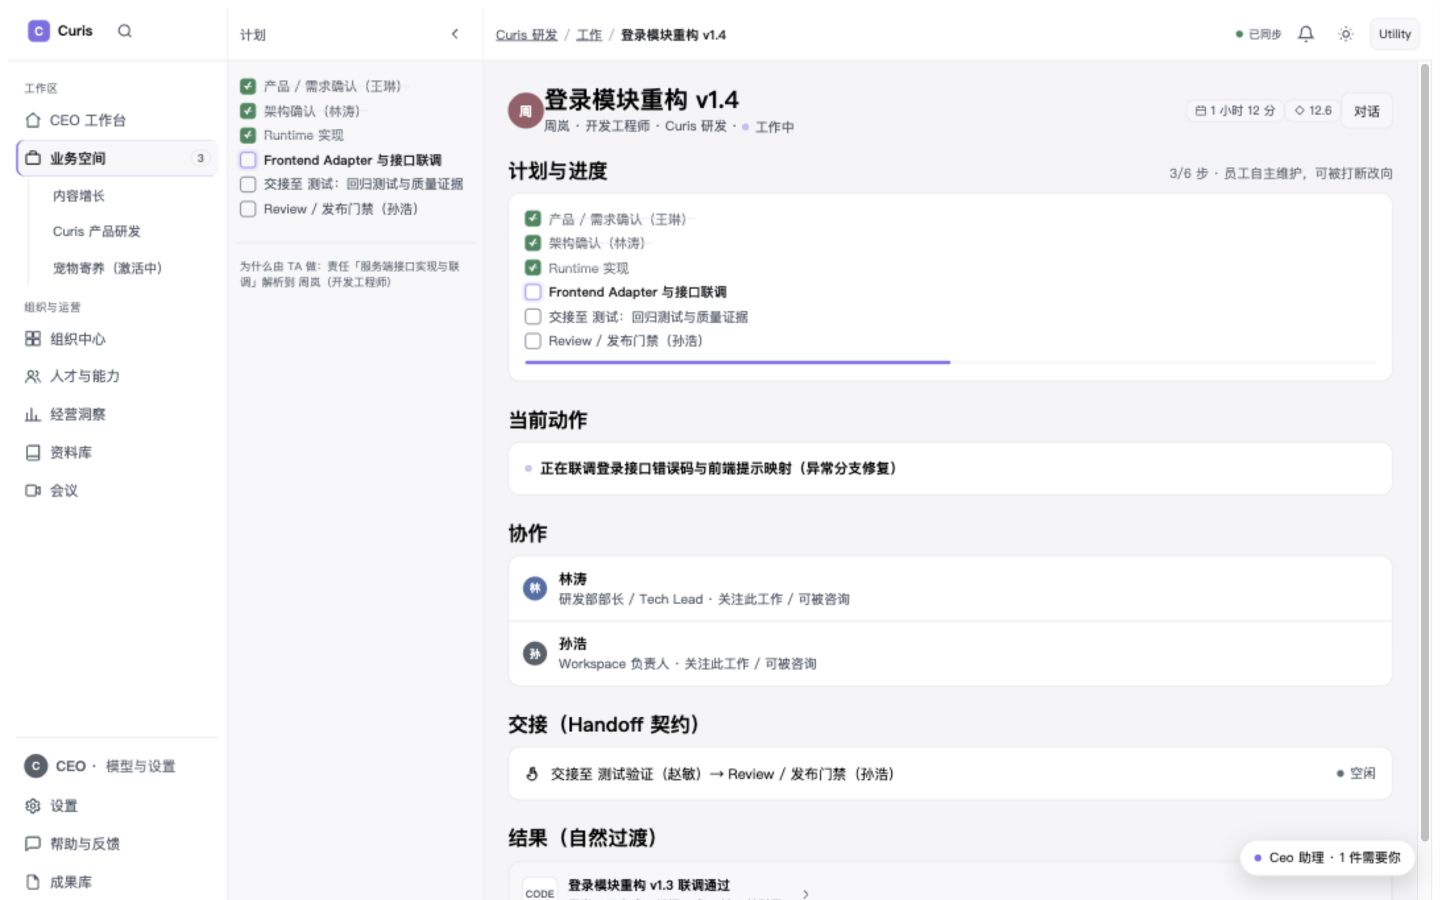 C Curis
工作区
CEO 工作台
业务空间 3
内容增长
Curis 产品研发
宠物寄养（激活中）
组织与运营
组织中心
人才与能力
经营洞察
资料库
会议
C CEO · 模型与设置
设置
帮助与反馈
成果库
计划
产品 / 需求确认（王琳）
架构确认（林涛）
Runtime 实现
Frontend Adapter 与接口联调
交接至 测试：回归测试与质量证据
Review / 发布门禁（孙浩）
为什么由 TA 做：责任「服务端接口实现与联
调」解析到 周岚（开发工程师）
Curis 研发 / 工作 / 登录模块重构 v1.4
已同步
Utility
周
登录模块重构 v1.4
周岚 · 开发工程师 · Curis 研发 · 工作中
1 小时 12 分
12.6
对话
计划与进度
3/6 步 · 员工自主维护，可被打断改向
产品 / 需求确认（王琳）
架构确认（林涛）
Runtime 实现
Frontend Adapter 与接口联调
交接至 测试：回归测试与质量证据
Review / 发布门禁（孙浩）
当前动作
正在联调登录接口错误码与前端提示映射（异常分支修复）
协作
林
林涛
研发部部长 / Tech Lead · 关注此工作 / 可被咨询
孙
孙浩
Workspace 负责人 · 关注此工作 / 可被咨询
交接（Handoff 契约）
交接至 测试验证（赵敏）→ Review / 发布门禁（孙浩）
空闲
结果（自然过渡）
CODE
登录模块重构 v1.3 联调通过
Ceo 助理 · 1 件需要你